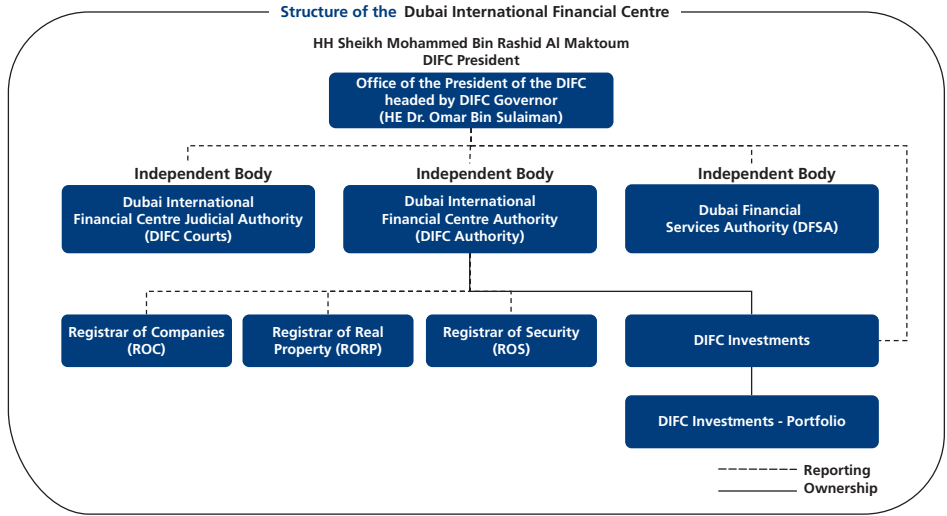 Structure of the Dubai International Financial Centre
HH Sheikh Mohammed Bin Rashid Al Maktoum
DIFC President
Office of the President of the DIFC
headed by DIFC Governor
(HE Dr. Omar Bin Sulaiman)
Independent Body
Dubai International
Financial Centre Judicial Authority
(DIFC Courts)
Independent Body
Dubai International
Financial Centre Authority
(DIFC Authority)
Independent Body
Dubai Financial
Services Authority (DFSA)
Registrar of Companies
(ROC)
Registrar of Real
Property (RORP)
Registrar of Security
(ROS)
DIFC Investments
DIFC Investments - Portfolio
Reporting
Ownership